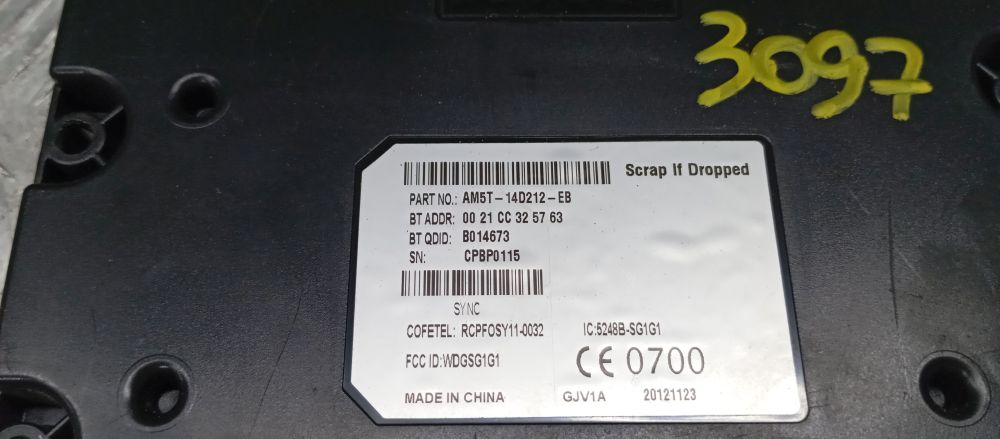 3097
Scrap If Dropped
PART NO.: AM5T-14D212-EB
BT ADDR: 00 21 CC 32 57 63
BT QDID: B014673
SN: CPBP0115
SYNC
COFETEL: RCPFOSY11-0032 IC:5248B-SG1G1
FCC ID:WDGSG1G1 CE 0700
MADE IN CHINA GJV1A 20121123